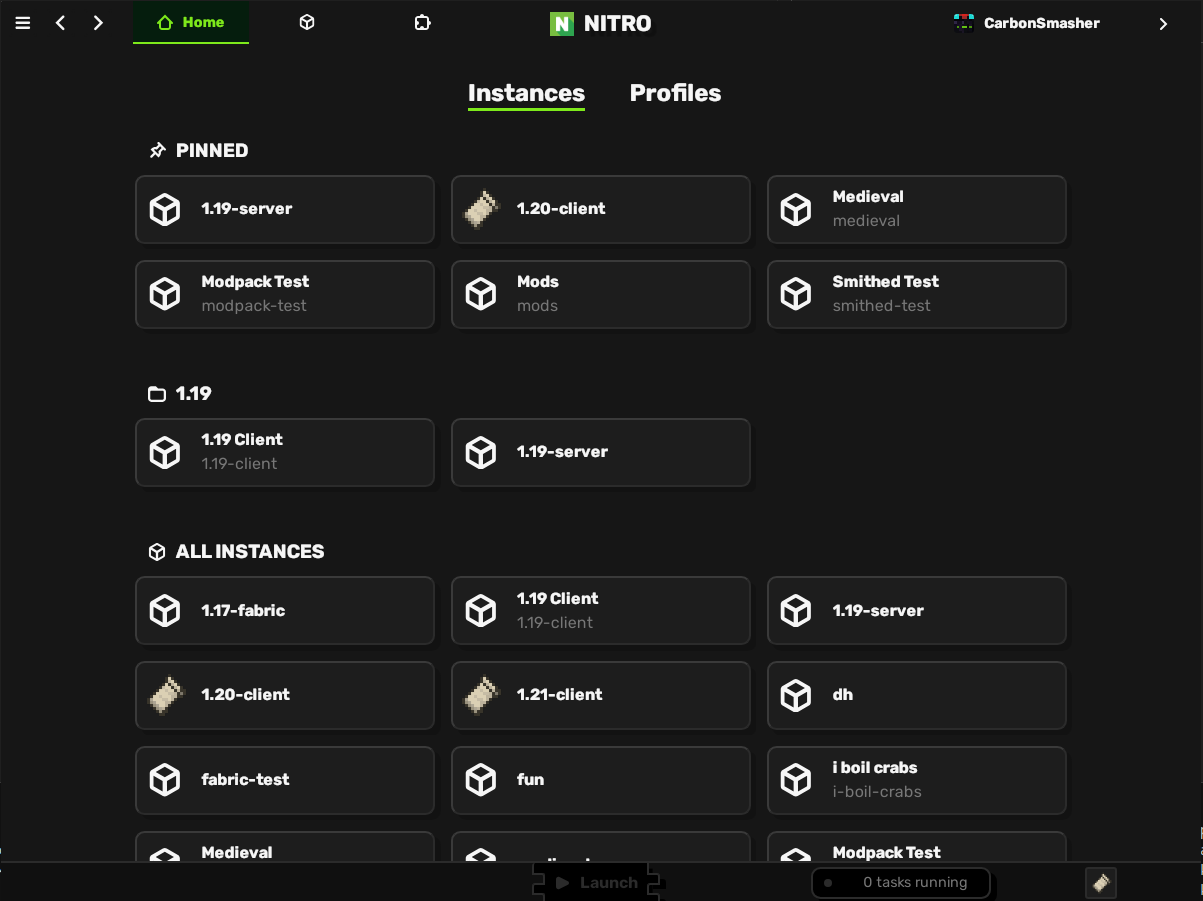 Home
N NITRO
CarbonSmasher
Instances
Profiles
PINNED
1.19-server
1.20-client
Medieval
medieval
Modpack Test
modpack-test
Mods
mods
Smithed Test
smithed-test
1.19
1.19 Client
1.19-client
1.19-server
ALL INSTANCES
1.17-fabric
1.19 Client
1.19-client
1.19-server
1.20-client
1.21-client
dh
fabric-test
fun
i boil crabs
i-boil-crabs
Medieval
Modpack Test
Launch
0 tasks running